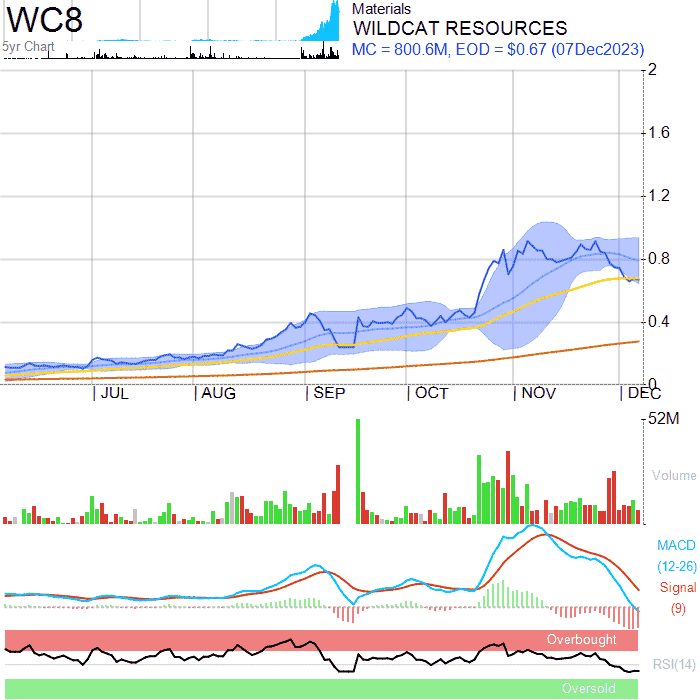 WC8
5yr Chart
Materials
WILDCAT RESOURCES
MC = 800.6M, EOD = $0.67 (07Dec2023)
2
1.6
1.2
0.8
0.4
0
JUL AUG SEP OCT NOV DEC
52M
Volume
MACD
(12-26)
Signal
(9)
Overbought
RSI(14)
Oversold